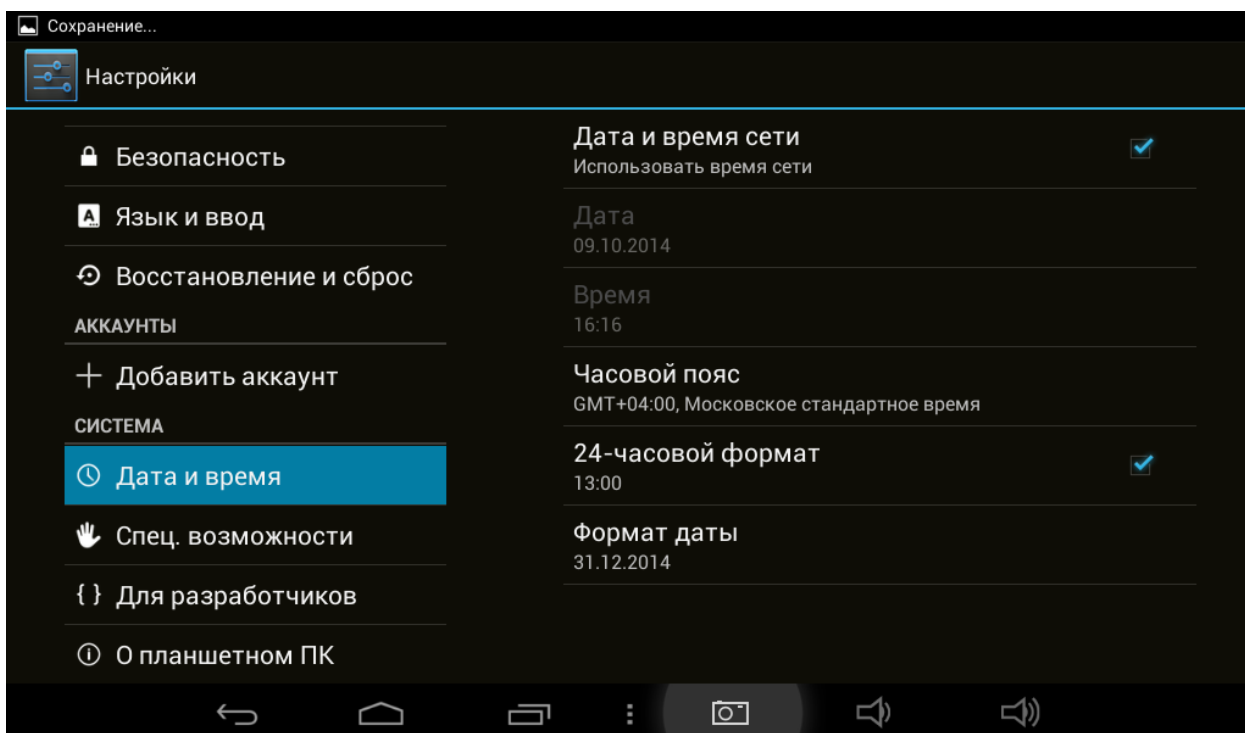 Сохранение...
Настройки
Безопасность
Язык и ввод
Восстановление и сброс
АККАУНТЫ
Добавить аккаунт
СИСТЕМА
Дата и время
Спец. возможности
{ } Для разработчиков
О планшетном ПК
Дата и время сети
Использовать время сети
Дата
09.10.2014
Время
16:16
Часовой пояс
GMT+04:00, Московское стандартное время
24-часовой формат
13:00
Формат даты
31.12.2014